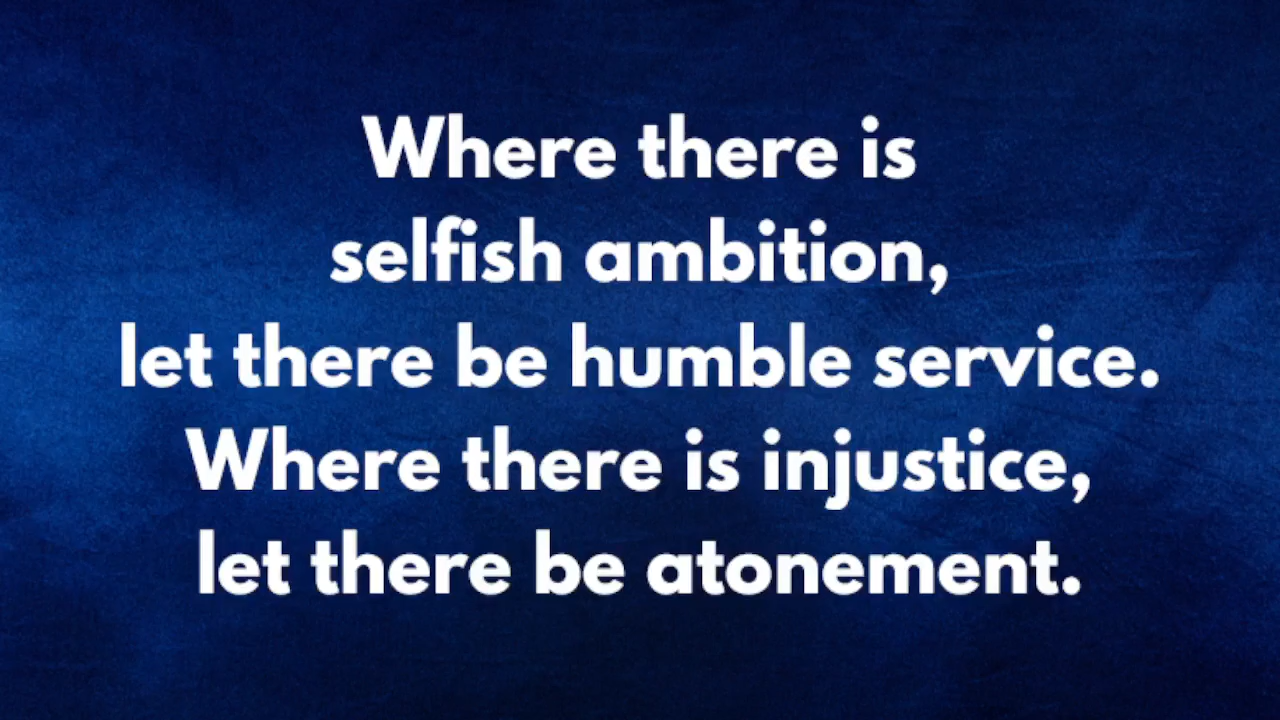 Where there is
selfish ambition,
let there be humble service.
Where there is injustice,
let there be atonement.